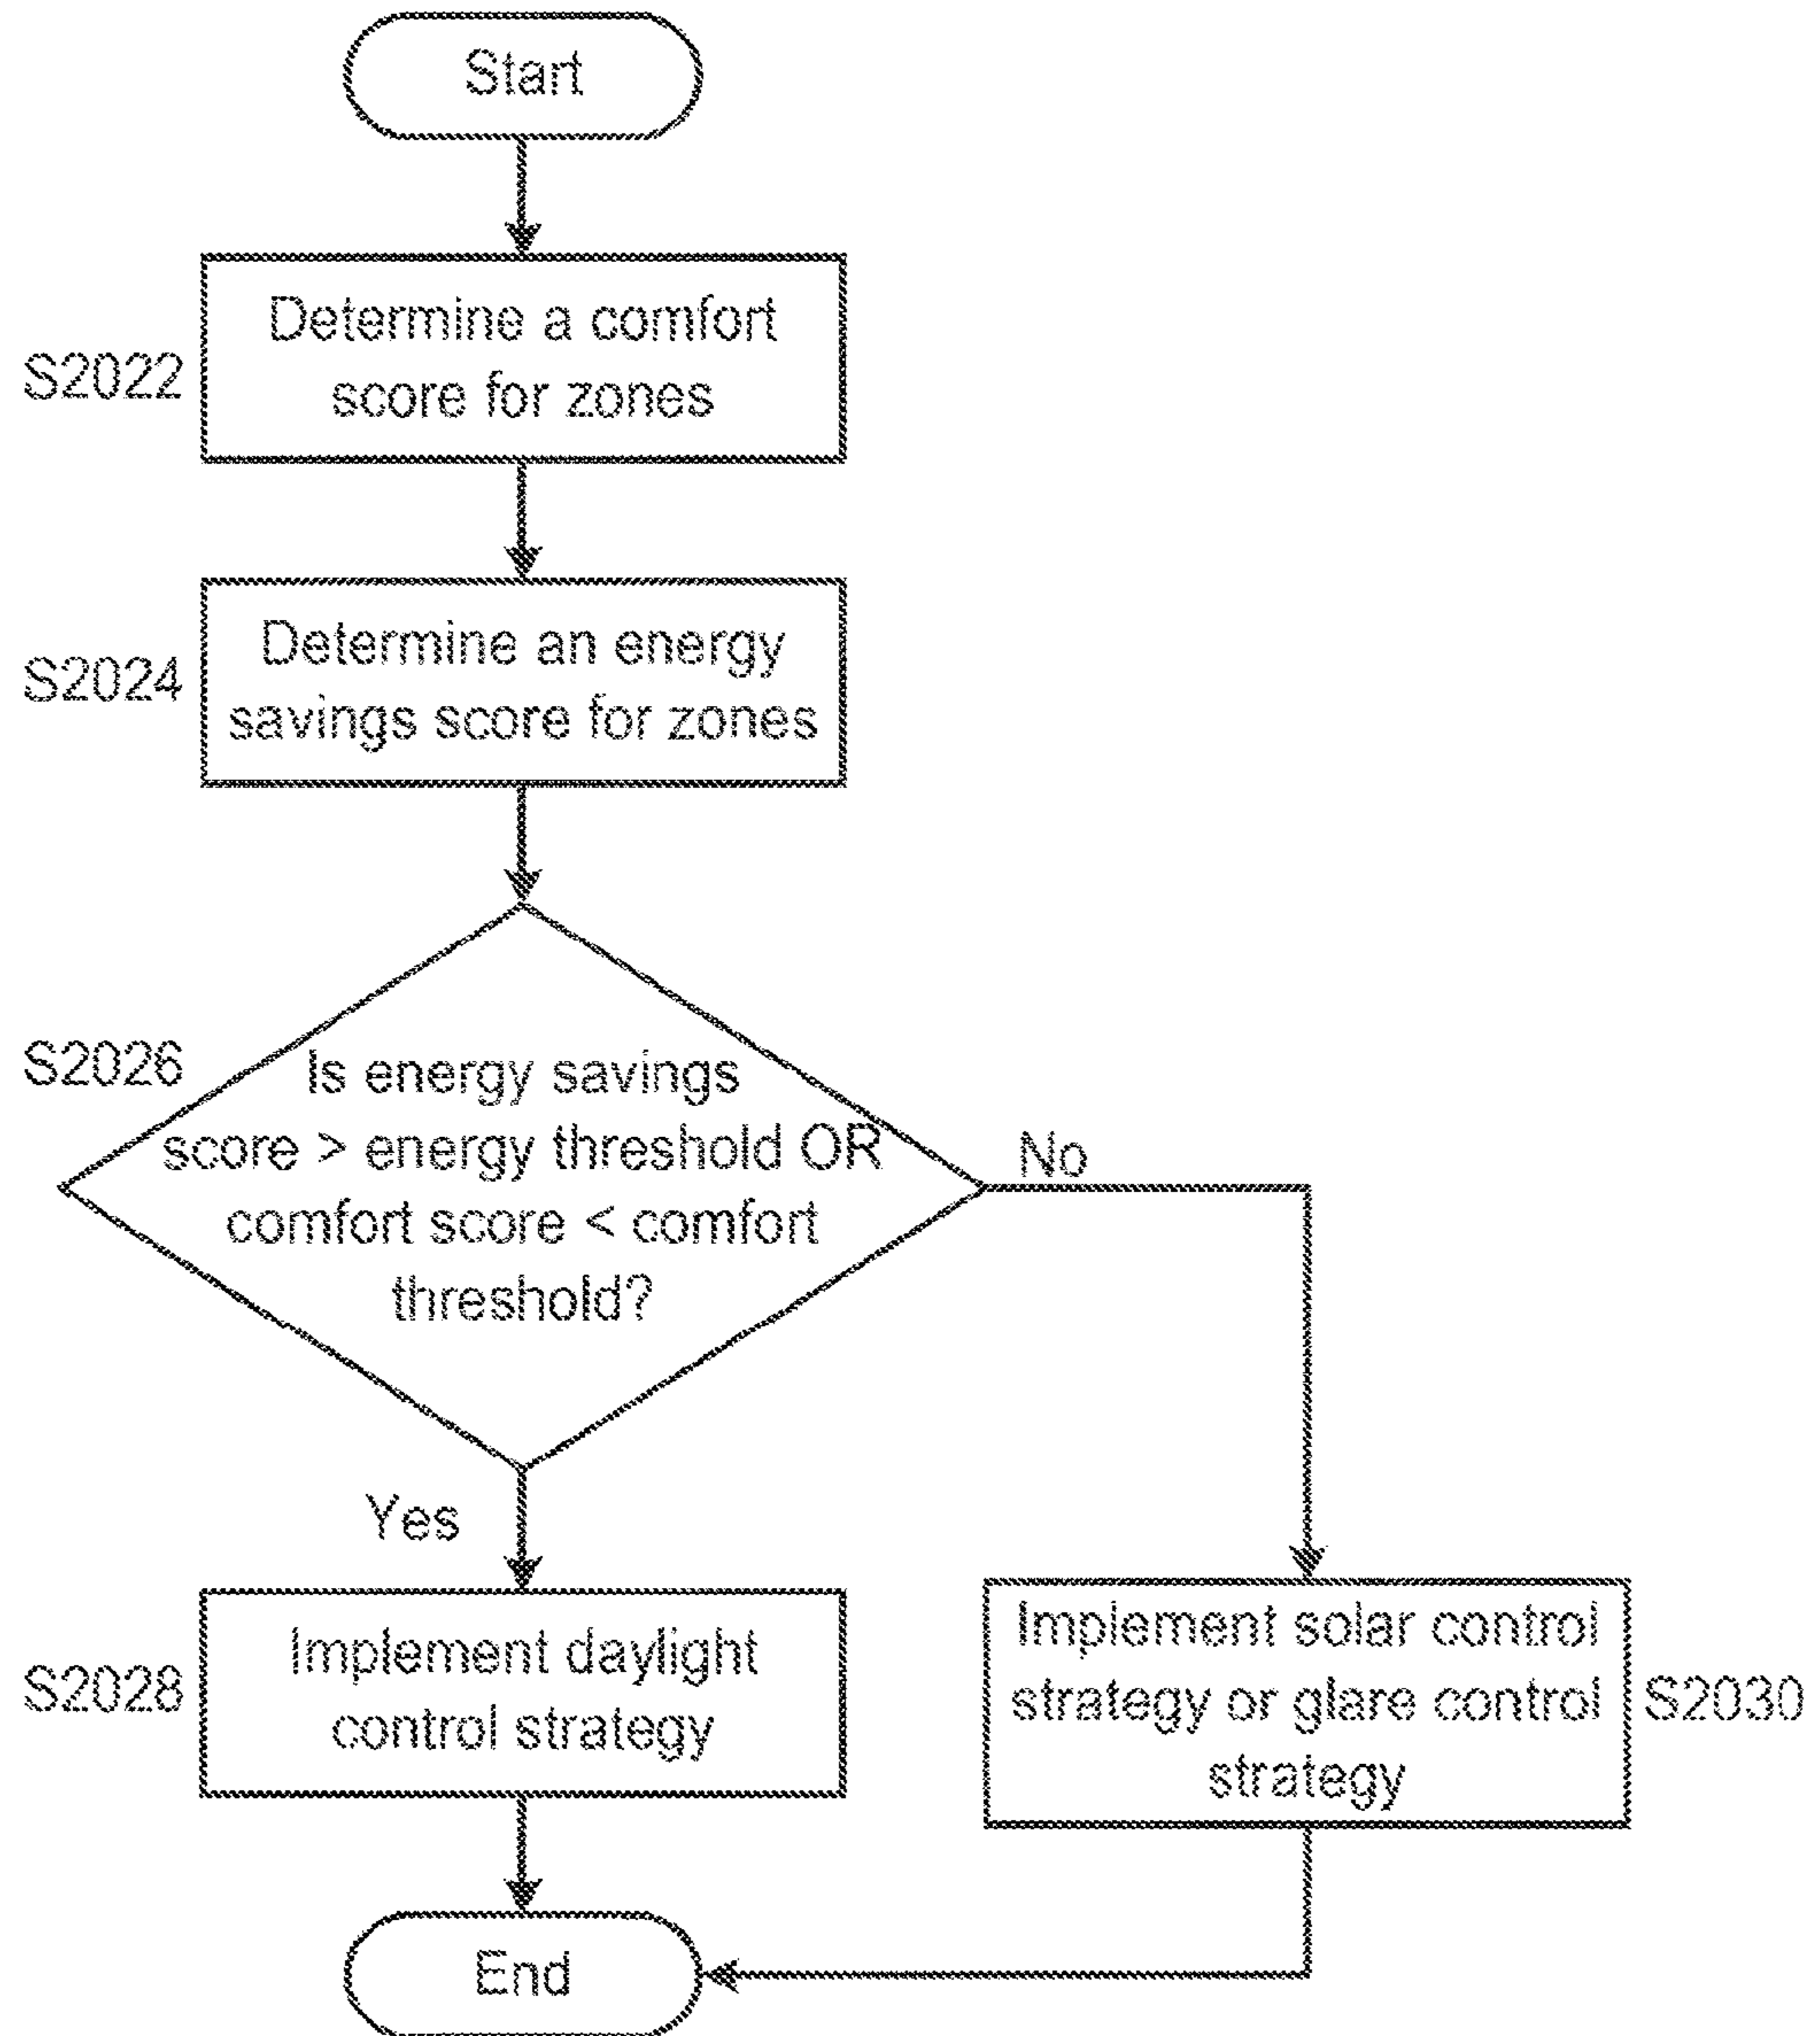 Start
S2022
Determine a comfort
score for zones
S2024
Determine an energy
savings score for zones
S2026
Is energy savings
score > energy threshold OR
comfort score < comfort
threshold?
No
Yes
S2028
Implement daylight
control strategy
Implement solar control
strategy or glare control
strategy
S2030
End